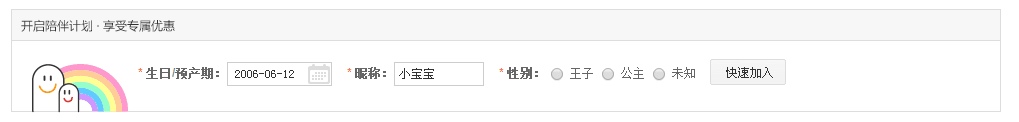 开启陪伴计划 · 享受专属优惠
* 生日/预产期： 2006-06-12 * 昵称： 小宝宝 * 性别： 王子 公主 未知 快速加入